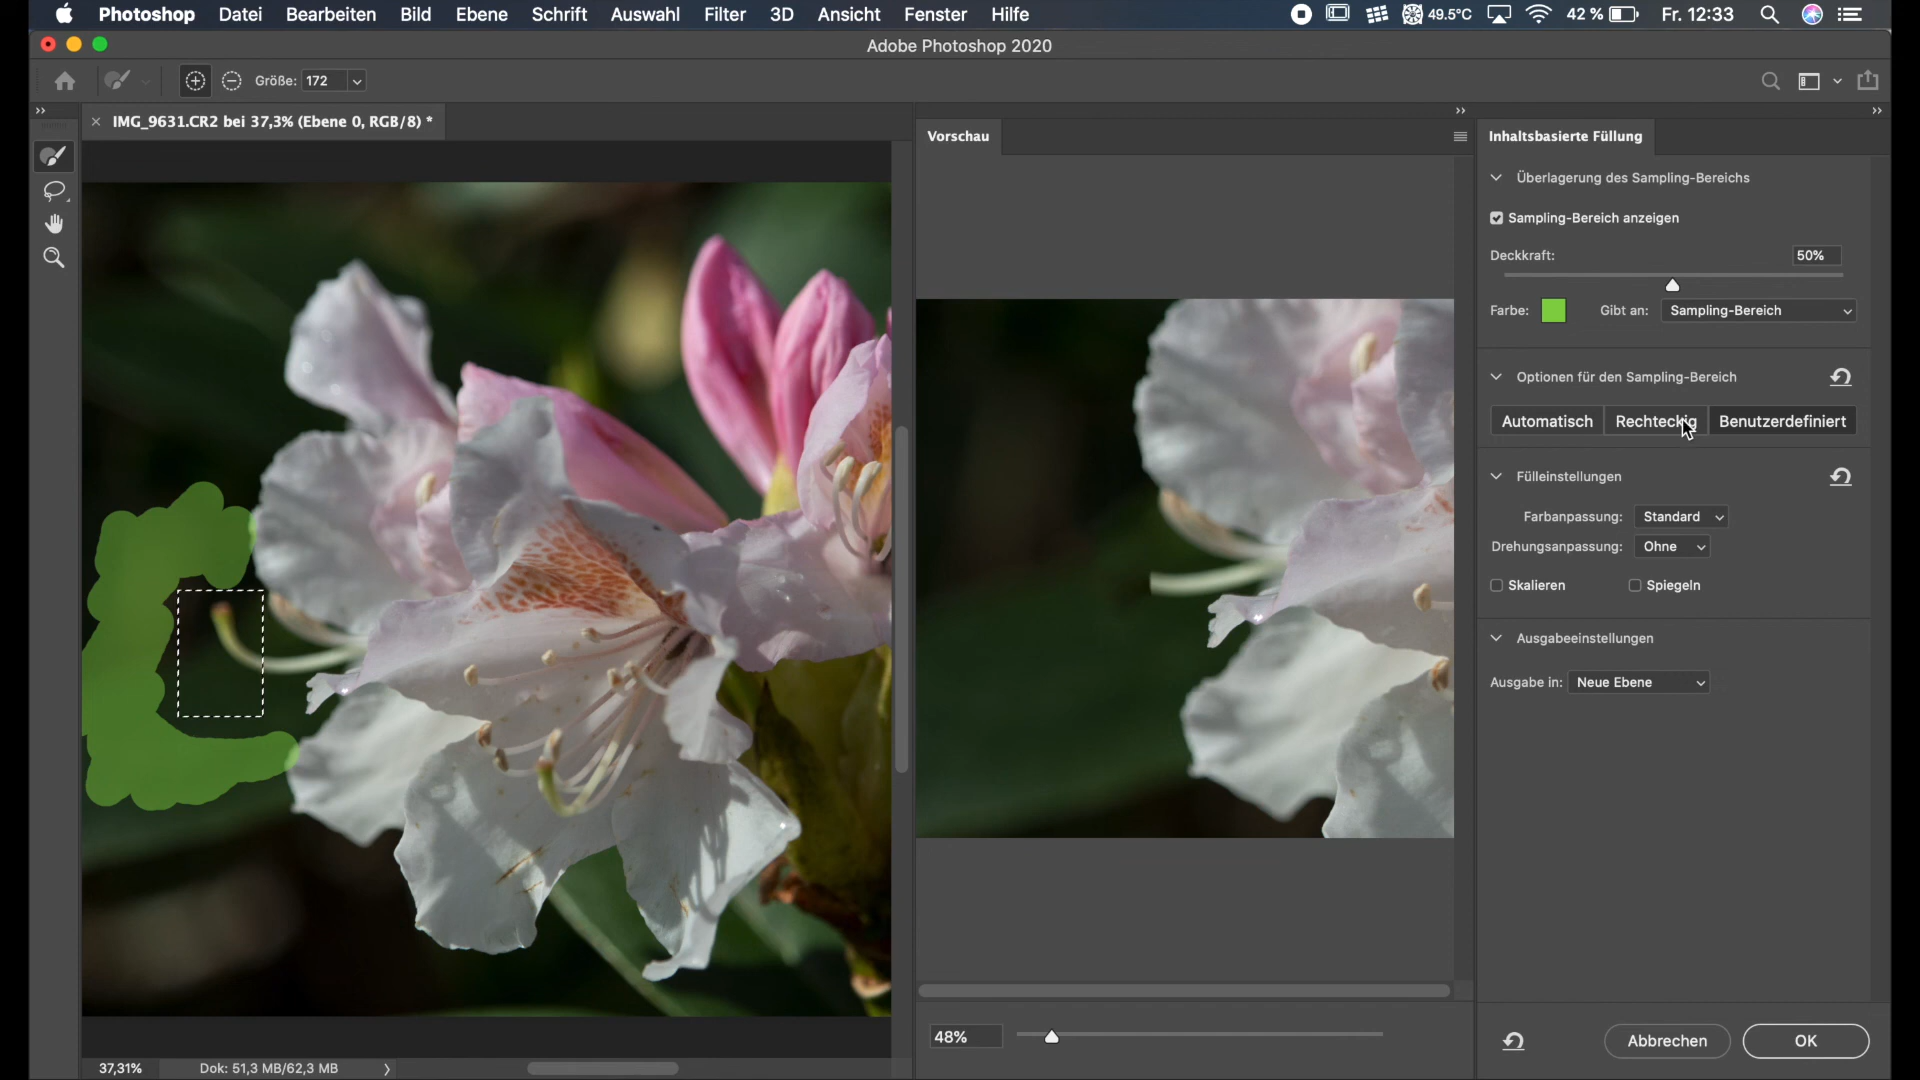 Photoshop Datei Bearbeiten Bild Ebene Schrift Auswahl Filter 3D Ansicht Fenster Hilfe 49.5°C 42 % Fr. 12:33
Adobe Photoshop 2020
Größe: 172
IMG_9631.CR2 bei 37,3% (Ebene 0, RGB/8) *
Vorschau
Inhaltsbasierte Füllung
Überlagerung des Sampling-Bereichs
Sampling-Bereich anzeigen
Deckkraft: 50%
Farbe: Gibt an: Sampling-Bereich
Optionen für den Sampling-Bereich
Automatisch Rechteckig Benutzerdefiniert
Fülleinstellungen
Farbanpassung: Standard
Drehungsanpassung: Ohne
Skalieren Spiegeln
Ausgabeeinstellungen
Ausgabe in: Neue Ebene
48%
Abbrechen OK
37,31% Dok: 51,3 MB/62,3 MB